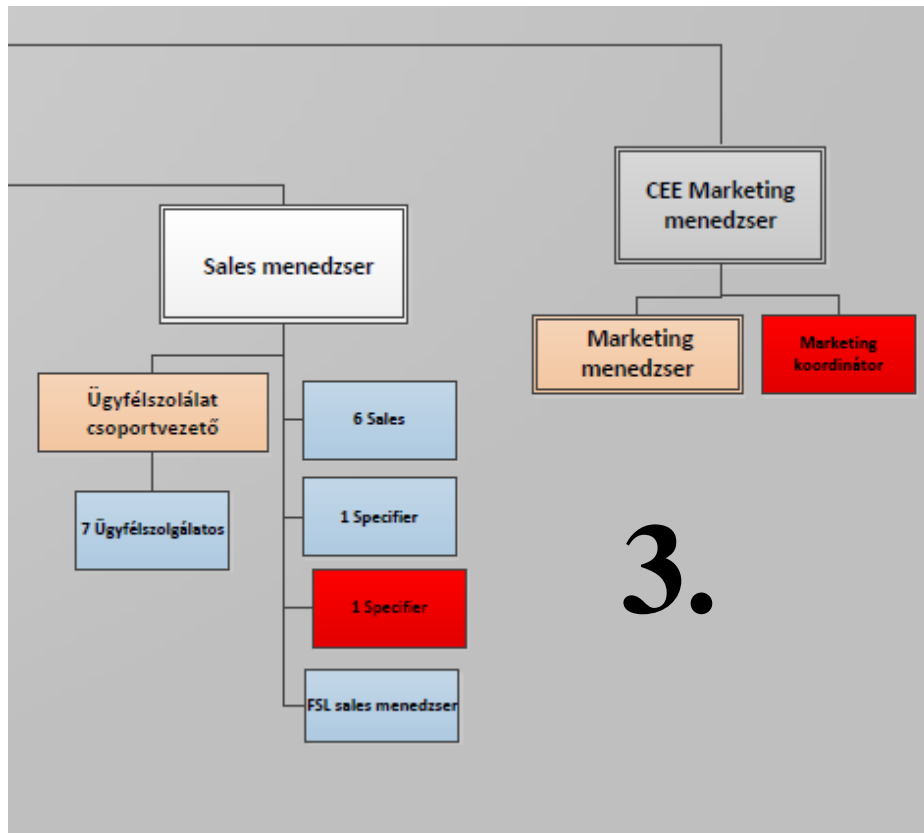 CEE Marketing
menedzser
Sales menedzser
Marketing
menedzser
Marketing
koordinátor
Ügyfélszolálat
csoportvezető
6 Sales
7 Ügyfélszolgálatos
1 Specifier
1 Specifier
FSL sales menedzser
3.